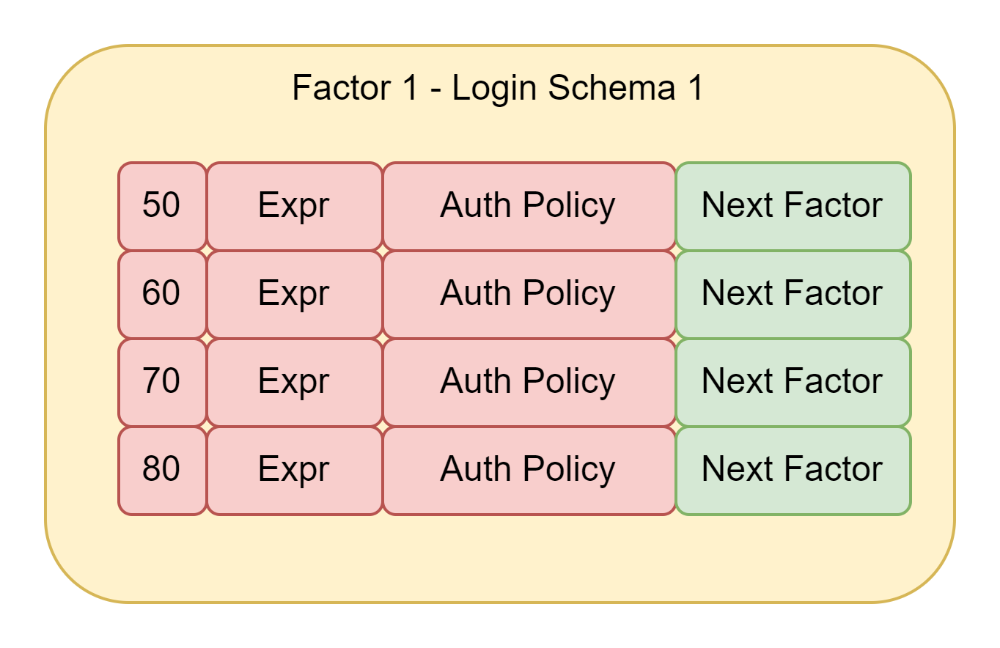 Factor 1 - Login Schema 1
50 Expr Auth Policy Next Factor
60 Expr Auth Policy Next Factor
70 Expr Auth Policy Next Factor
80 Expr Auth Policy Next Factor